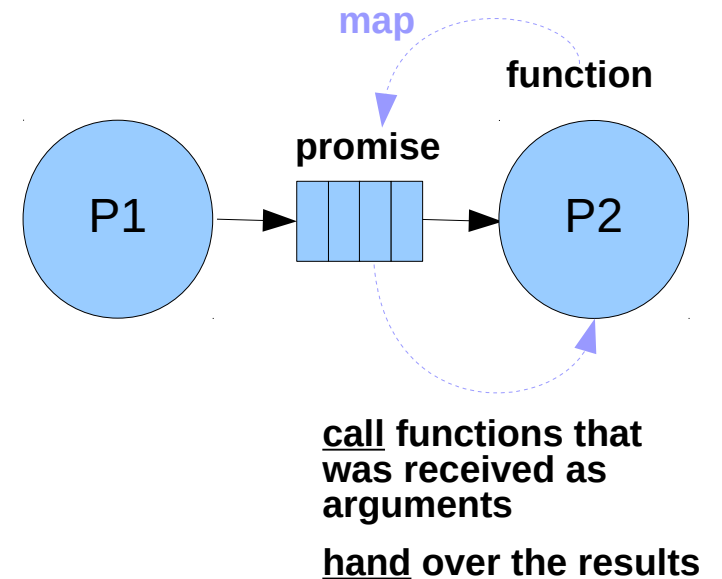 map
function
promise
P1
P2
call functions that
was received as
arguments
hand over the results